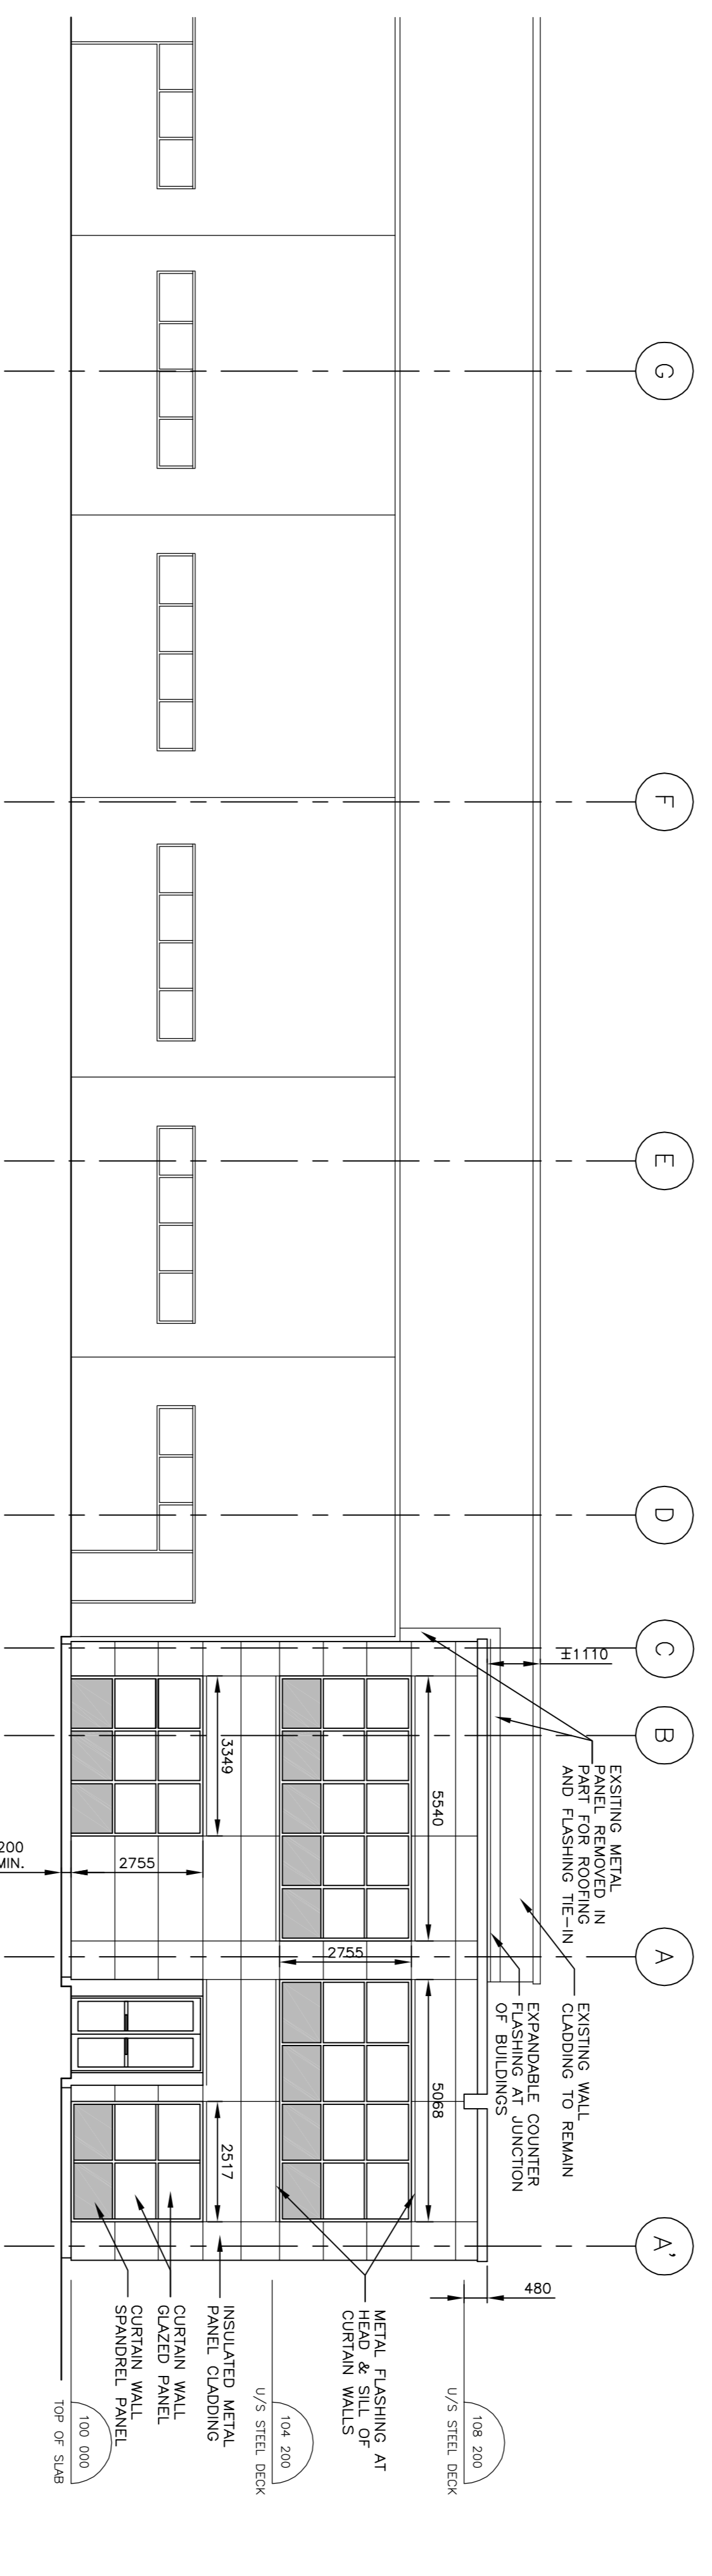 G
F
E
D
C
B
A
A'
±1110
EXSITING METAL
PANEL REMOVED IN
PART FOR ROOFING
AND FLASHING TIE-IN
EXISTING WALL
CLADDING TO REMAIN
EXPANDABLE COUNTER
FLASHING AT JUNCTION
OF BUILDINGS
480
108 200
U/S STEEL DECK
5540
5068
METAL FLASHING AT
HEAD & SILL OF
CURTAIN WALLS
2755
104 200
U/S STEEL DECK
3349
2517
INSULATED METAL
PANEL CLADDING
2755
CURTAIN WALL
GLAZED PANEL
CURTAIN WALL
SPANDREL PANEL
100 000
TOP OF SLAB
200
MIN.